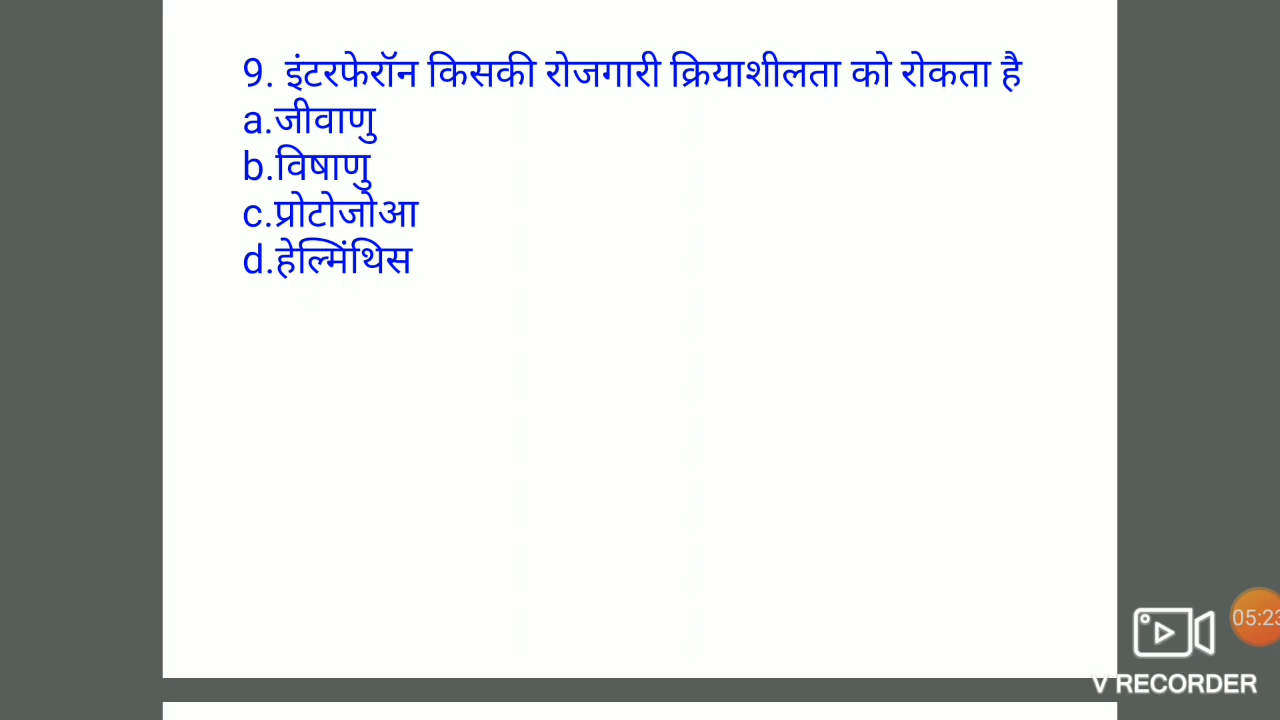 9. इंटरफेरॉन किसकी रोजगारी क्रियाशीलता को रोकता है
a.जीवाणु
b.विषाणु
c.प्रोटोजोआ
d.हेल्मिंथिस
05:23
V RECORDER